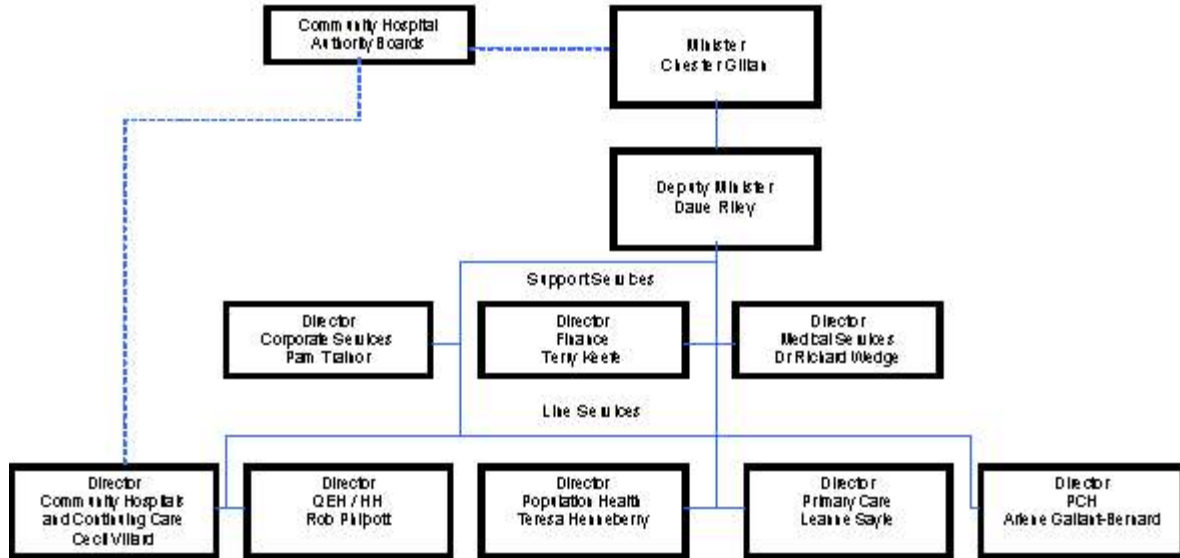 Community Hospital
Authority Boards
Minister
Chester Gillan
Deputy Minister
Dave Riley
Support Services
Director
Corporate Services
Pam Trainor
Director
Finance
Terry Keefe
Director
Medical Services
Dr Richard Wedge
Line Services
Director
Community Hospitals
and Continuing Care
Cecil Villard
Director
QEH / HH
Rob Philpott
Director
Population Health
Teresa Henneberry
Director
Primary Care
Leanne Sayle
Director
PCH
Arlene Gallant-Bernard